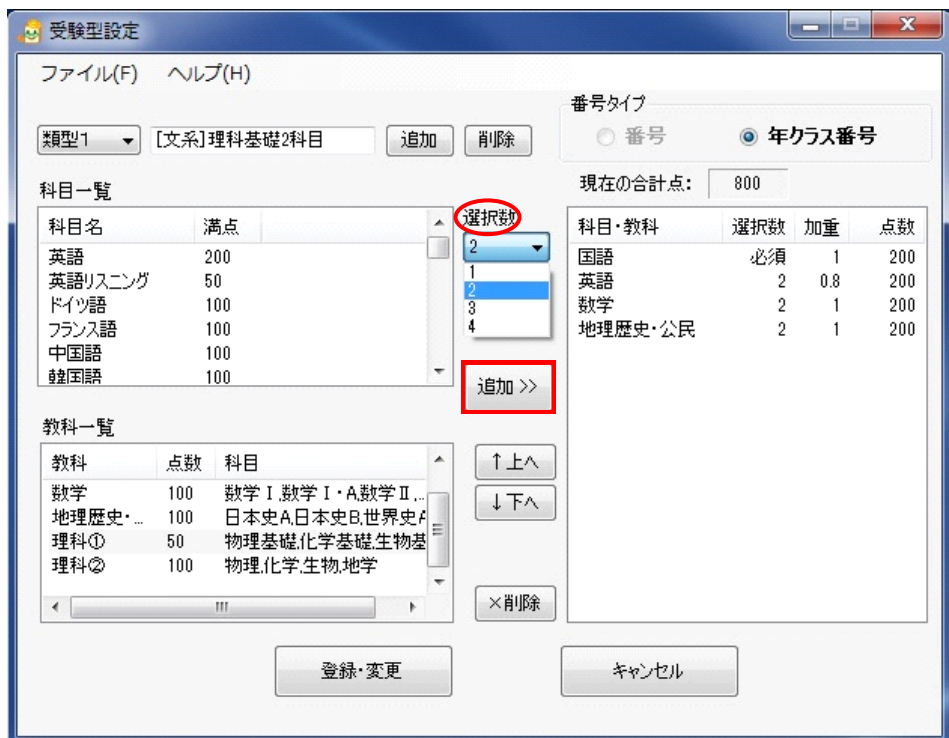 受験型設定
ファイル(F) ヘルプ(H)
番号タイプ
類型1 [文系]理科基礎2科目 追加 削除 番号 年クラス番号
現在の合計点: 800
科目一覧
選択数
科目名 満点
2
1
2
3
4
英語 200
英語リスニング 50
ドイツ語 100
フランス語 100
中国語 100
韓国語 100
追加 >>
科目・教科 選択数 加重 点数
国語 必須 1 200
英語 2 0.8 200
数学 2 1 200
地理歴史・公民 2 1 200
教科一覧
教科 点数 科目
数学 100 数学Ⅰ,数学Ⅰ・A,数学Ⅱ,...
地理歴史・... 100 日本史A,日本史B,世界史A
理科① 50 物理基礎,化学基礎,生物基
理科② 100 物理,化学,生物,地学
↑上へ
↓下へ
×削除
登録・変更 キャンセル